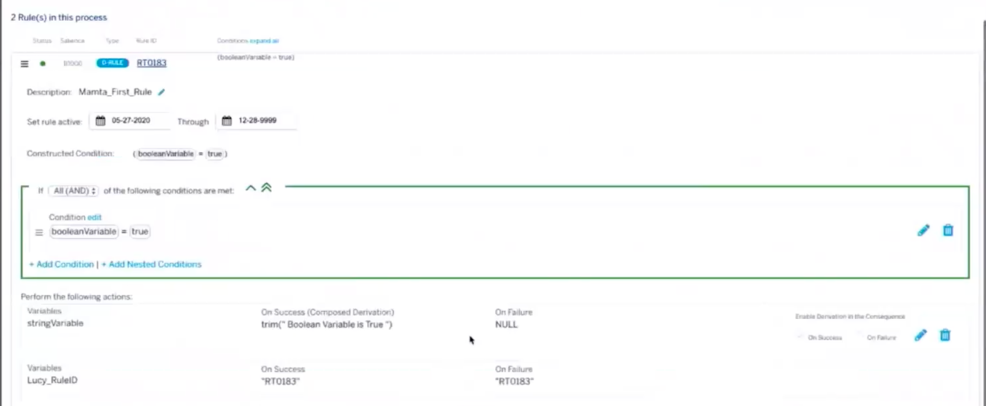 2 Rule(s) in this process
Status Salience Type Rule ID Conditions expand all
(booleanVariable = true)
D-RULE RT0183
Description: Mamta_First_Rule
Set rule active: 05-27-2020 Through 12-28-9999
Constructed Condition: ( booleanVariable = true )
If All (AND) of the following conditions are met:
Condition edit
booleanVariable = true
+ Add Condition | + Add Nested Conditions
Perform the following actions:
Variables On Success (Composed Derivation) On Failure Enable Derivation in the Consequence
stringVariable trim(" Boolean Variable is True ") NULL On Success On Failure
Variables On Success On Failure
Lucy_RuleID "RT0183" "RT0183"